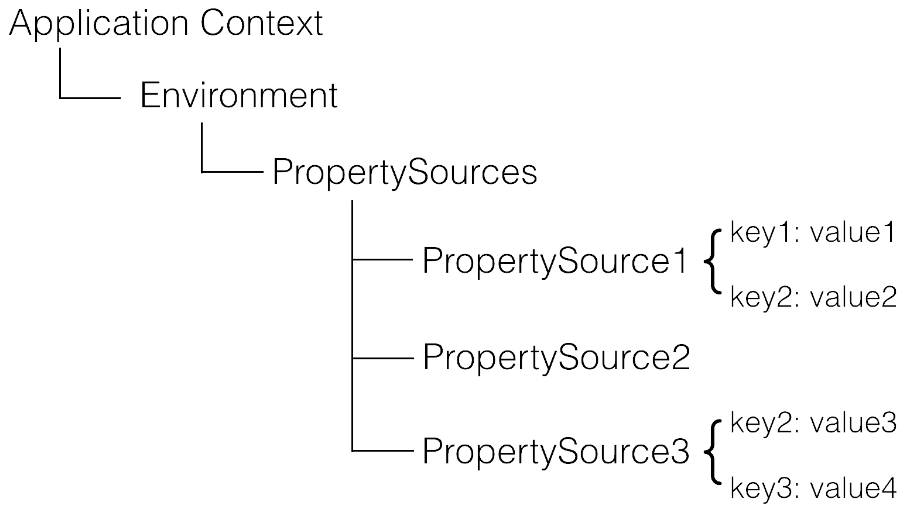 Application Context
Environment
PropertySources
PropertySource1
key1: value1
key2: value2
PropertySource2
PropertySource3
key2: value3
key3: value4